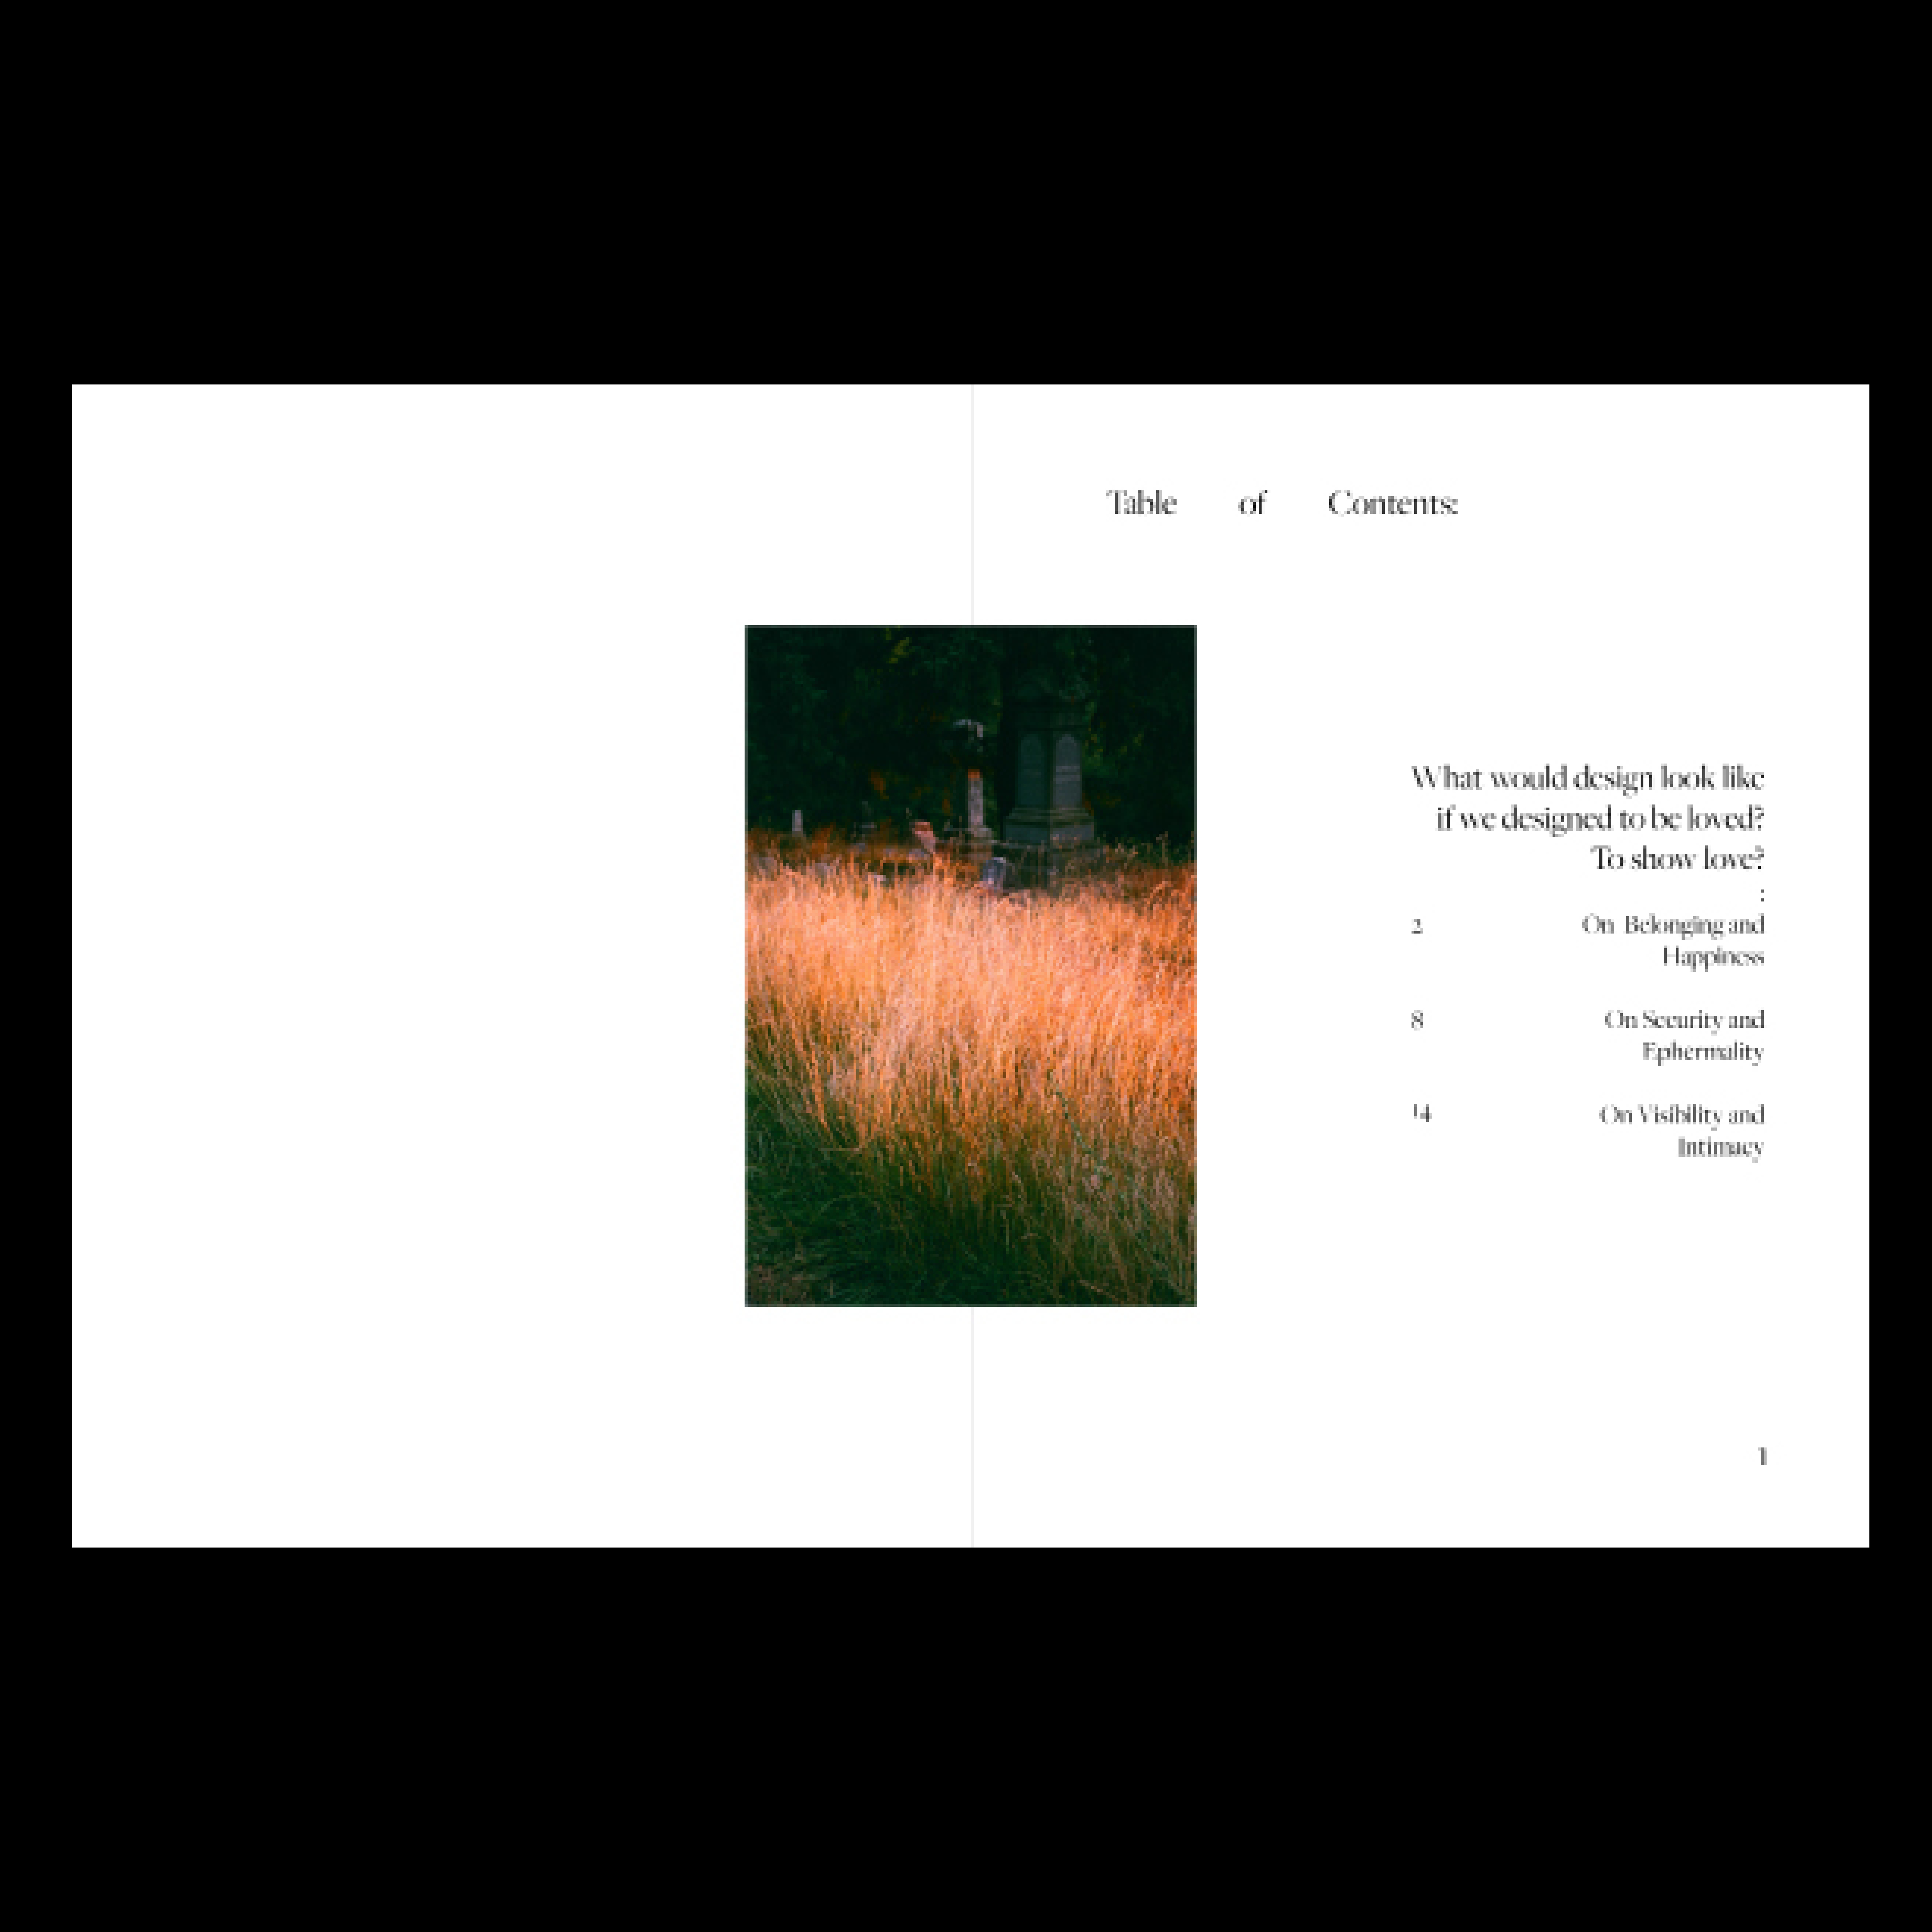 Table of Contents:
What would design look like
if we designed to be loved?
To show love?
:
2 On Belonging and
Happiness
8 On Security and
Ephermality
14 On Visibility and
Intimacy
1